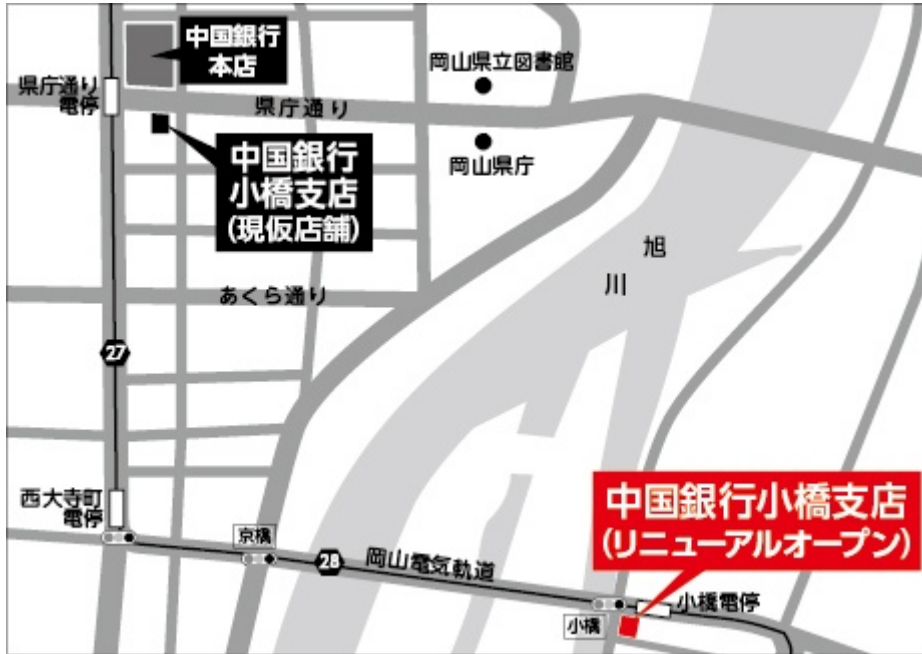 中国銀行
本店
県庁通り
電停
岡山県立図書館
県庁通り
岡山県庁
中国銀行
小橋支店
(現仮店舗)
旭
川
あくら通り
27
西大寺町
電停
京橋
28
岡山電気軌道
中国銀行小橋支店
(リニューアルオープン)
小橋電停
小橋